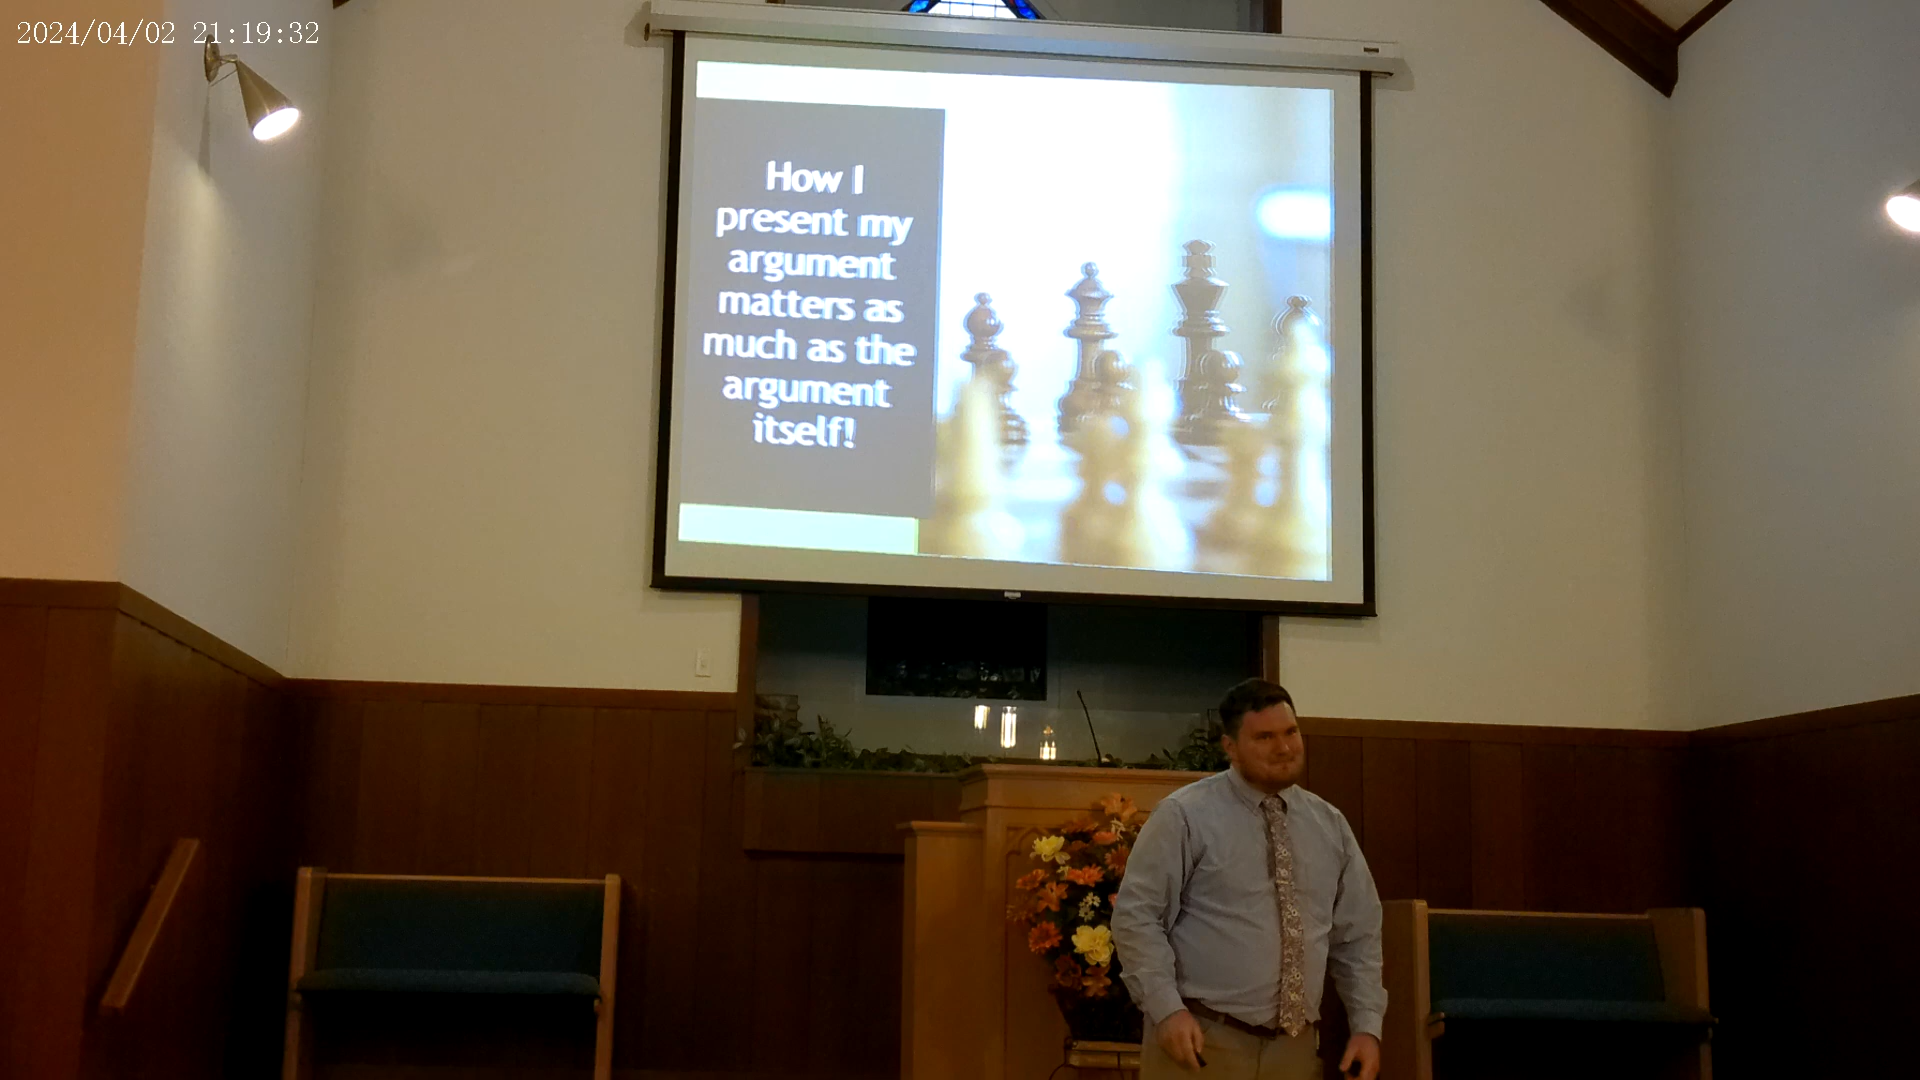 2024/04/02 21:19:32
How I
present my
argument
matters as
much as the
argument
itself!